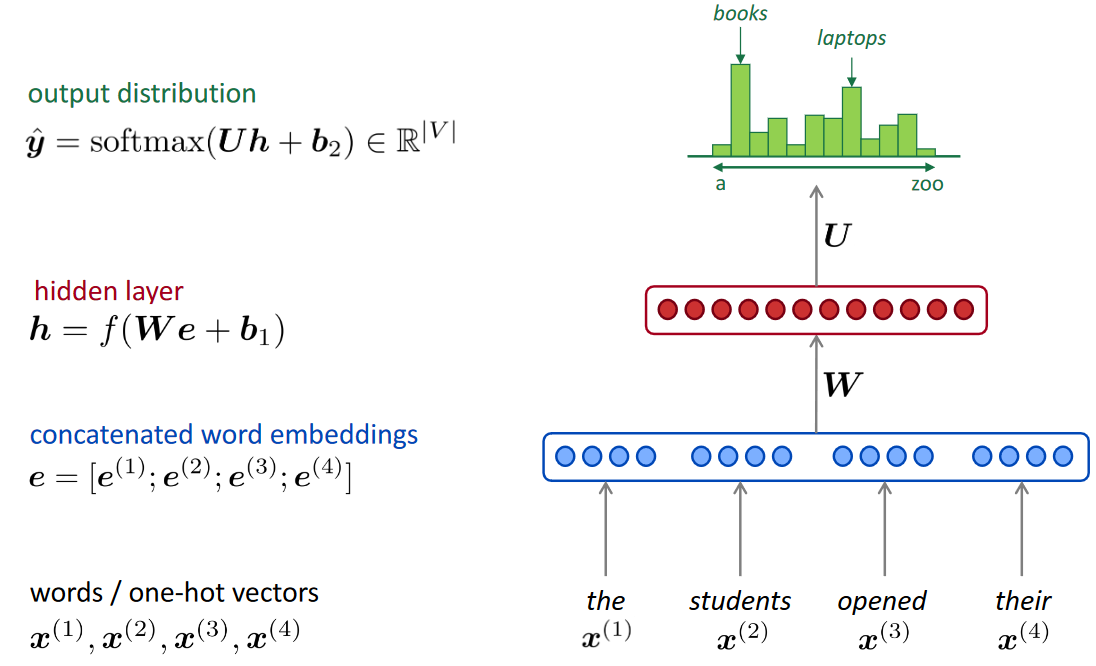 books
laptops
output distribution
ŷ = softmax(Uh + b₂) ∈ ℝ^|V|
a zoo
U
hidden layer
h = f(We + b₁)
W
concatenated word embeddings
e = [e⁽¹⁾; e⁽²⁾; e⁽³⁾; e⁽⁴⁾]
words / one-hot vectors
the students opened their
x⁽¹⁾, x⁽²⁾, x⁽³⁾, x⁽⁴⁾
x⁽¹⁾ x⁽²⁾ x⁽³⁾ x⁽⁴⁾